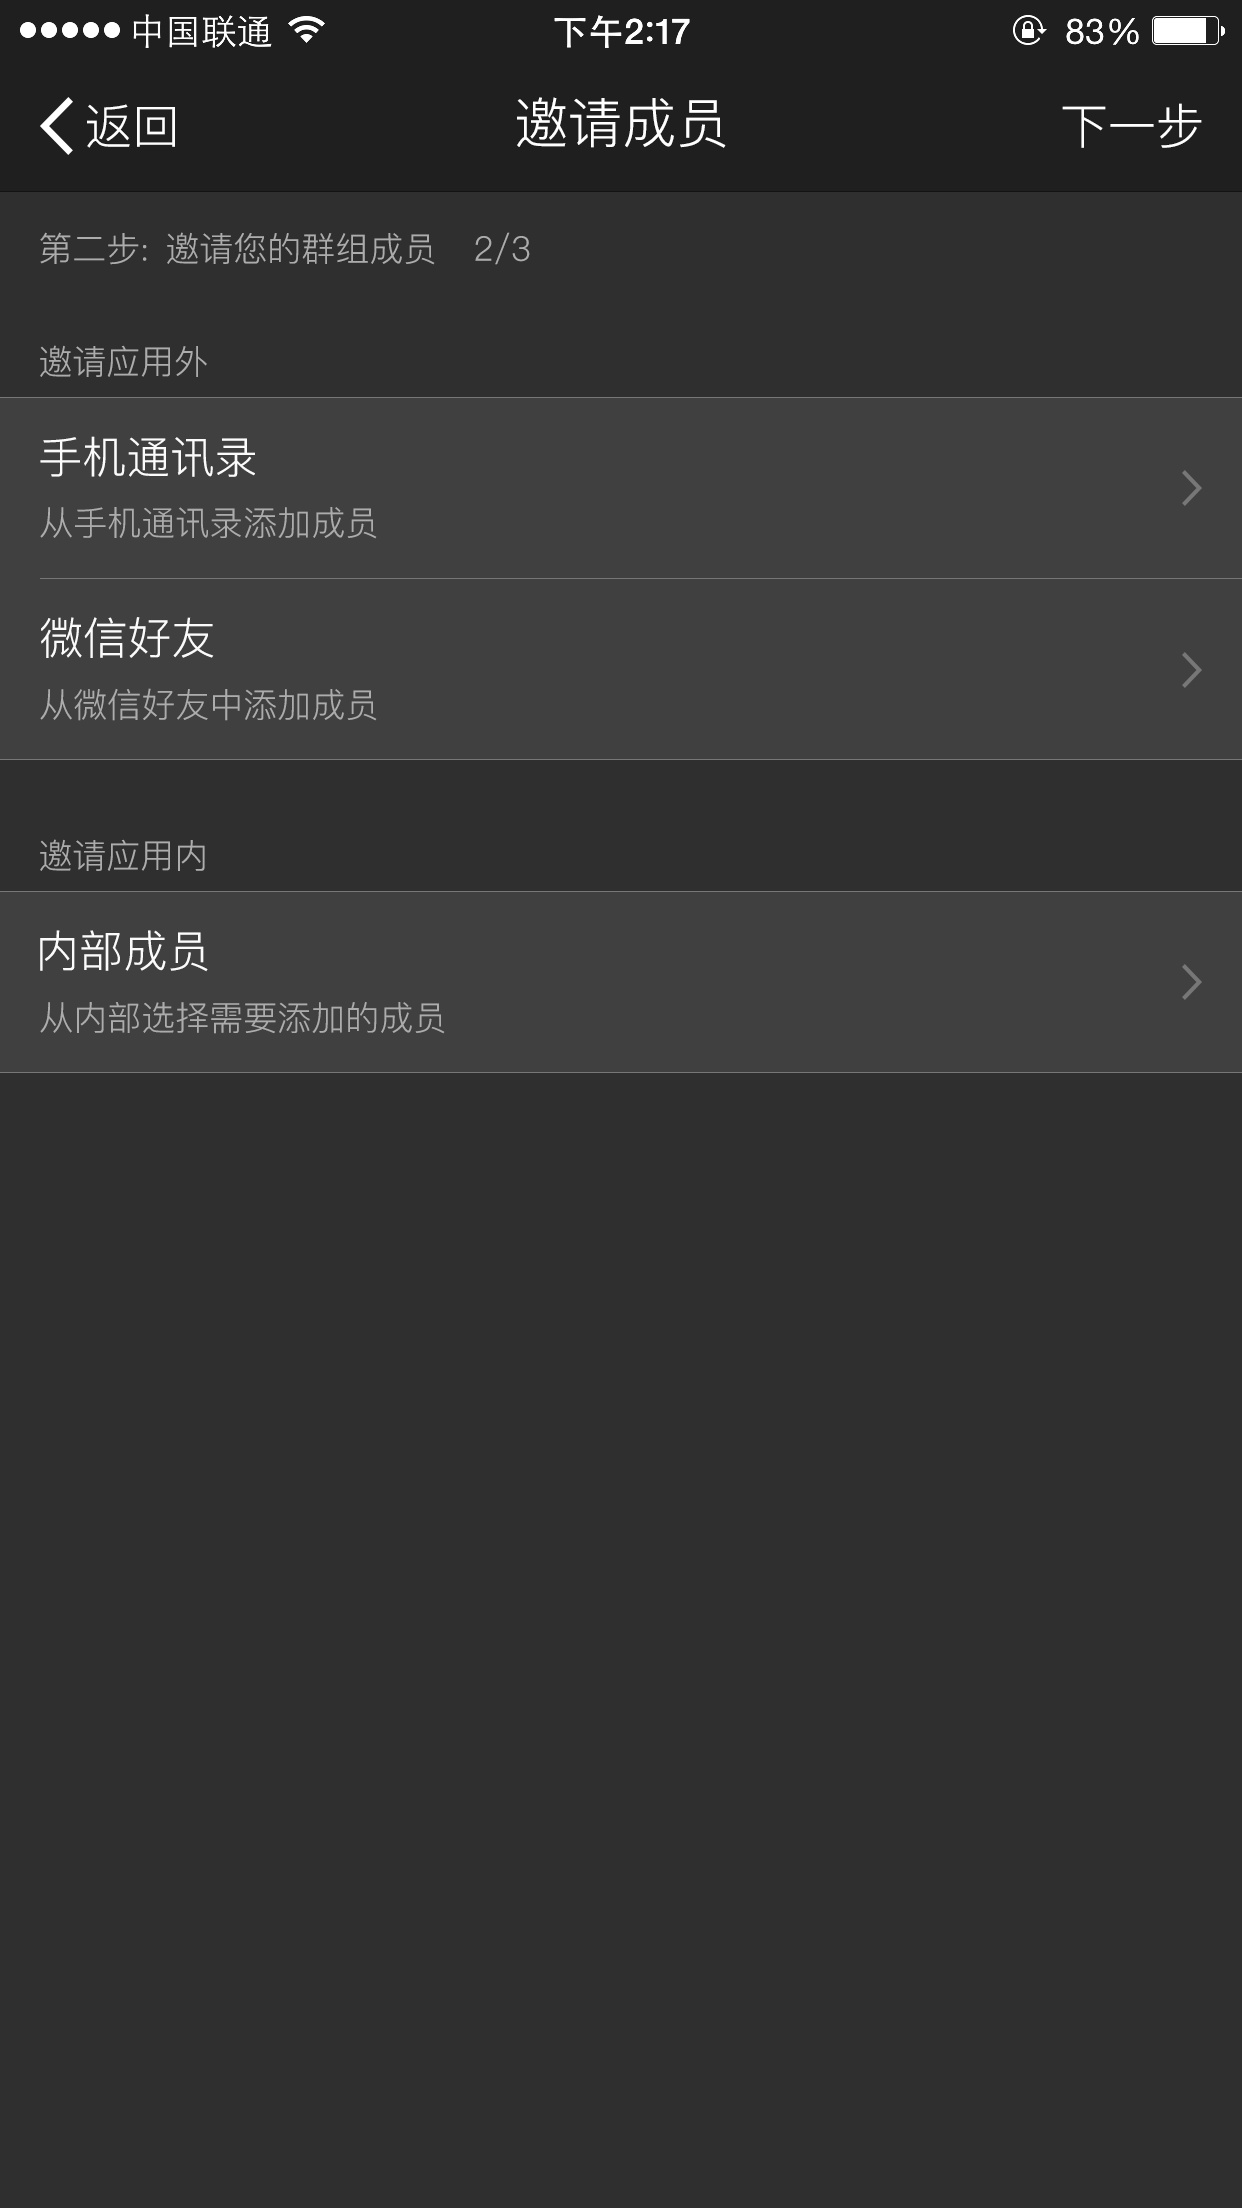 中国联通 下午2:17 83%
返回 邀请成员 下一步
第二步: 邀请您的群组成员 2/3
邀请应用外
手机通讯录
从手机通讯录添加成员
微信好友
从微信好友中添加成员
邀请应用内
内部成员
从内部选择需要添加的成员